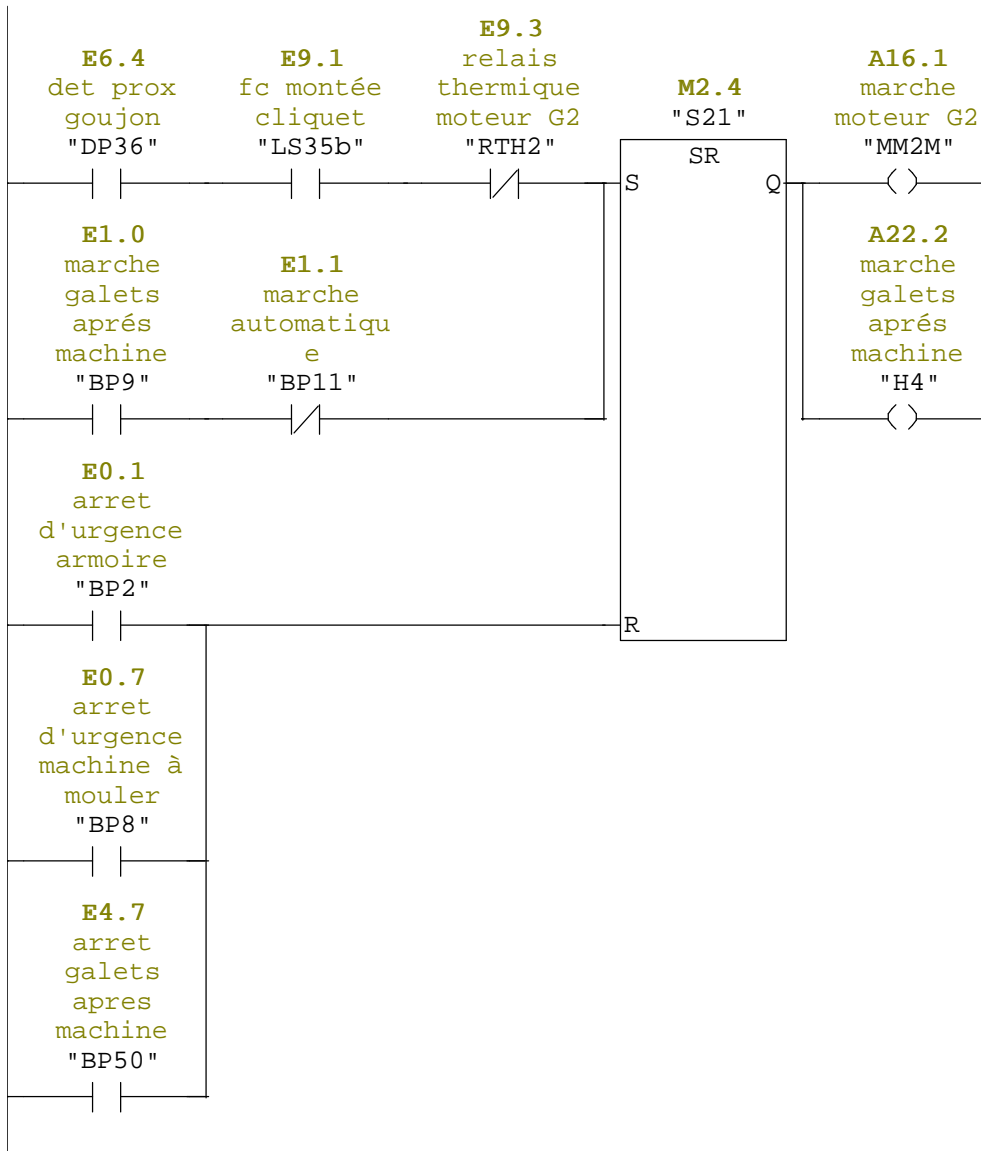 E6.4
det prox
goujon
"DP36"
E9.1
fc montée
cliquet
"LS35b"
E9.3
relais
thermique
moteur G2
"RTH2"
M2.4
"S21"
SR
S
Q
R
A16.1
marche
moteur G2
"MM2M"
E1.0
marche
galets
aprés
machine
"BP9"
E1.1
marche
automatiqu
e
"BP11"
A22.2
marche
galets
aprés
machine
"H4"
E0.1
arret
d'urgence
armoire
"BP2"
E0.7
arret
d'urgence
machine à
mouler
"BP8"
E4.7
arret
galets
apres
machine
"BP50"